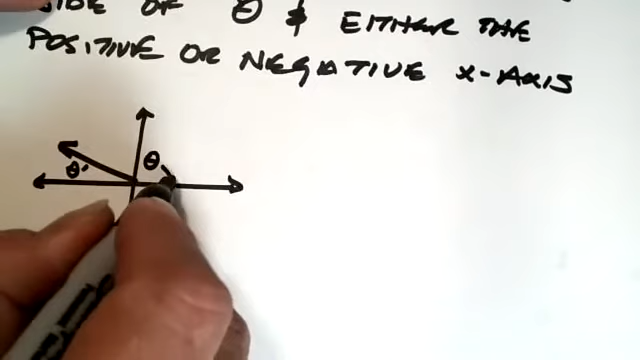 SIDE OF θ & EITHER THE
POSITIVE OR NEGATIVE X-AXIS
θ
θ'